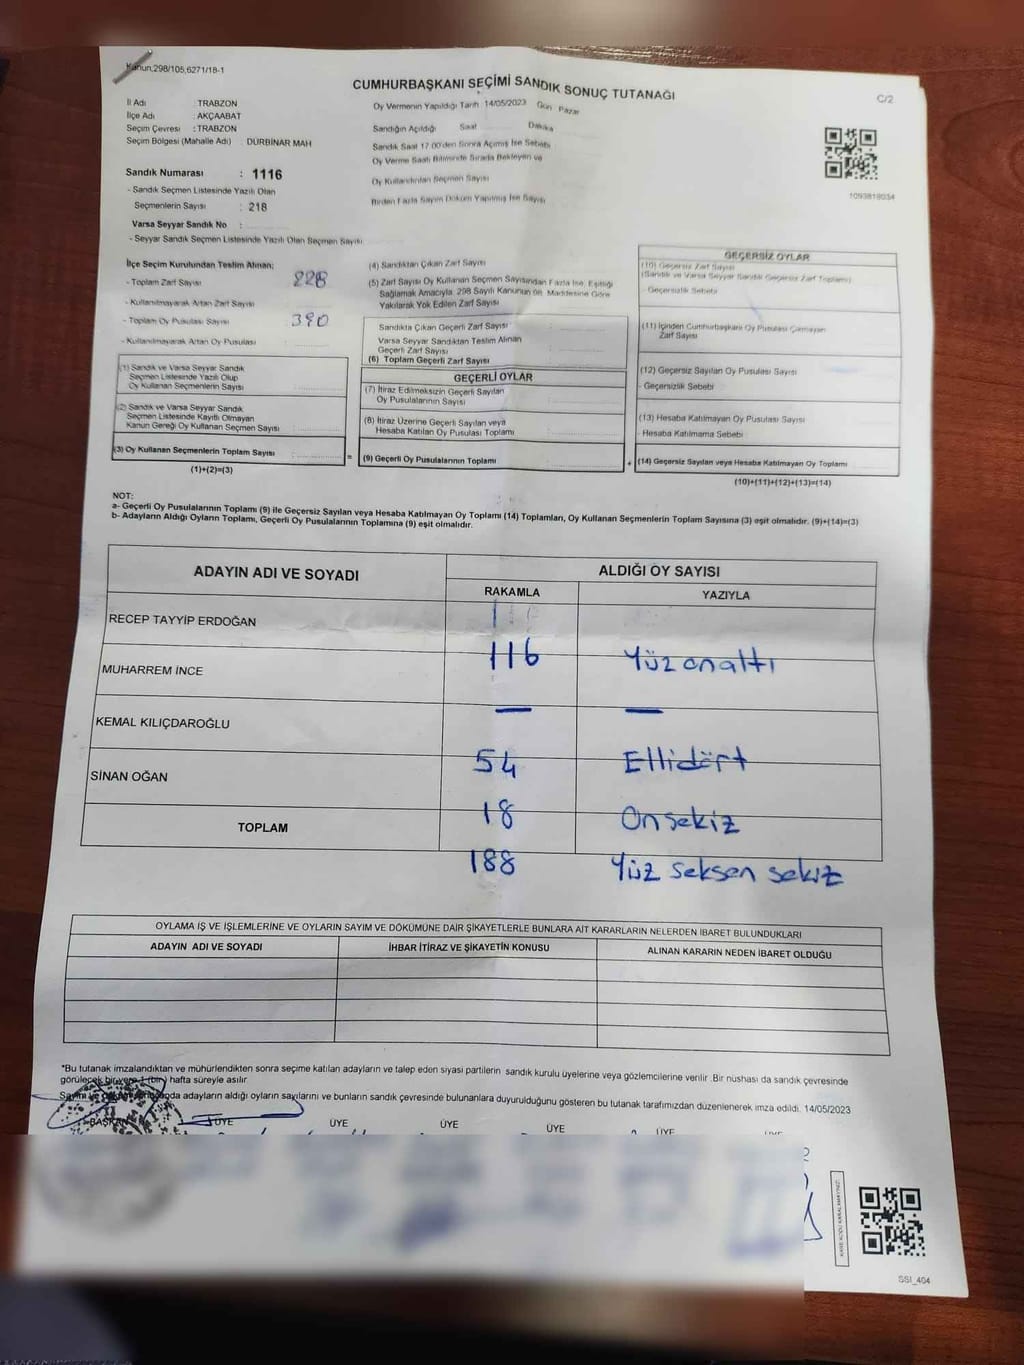 Kanun,298/105,6271/18-1
CUMHURBAŞKANI SEÇİMİ SANDIK SONUÇ TUTANAĞI
C/2
İl Adı : TRABZON
İlçe Adı : AKÇAABAT
Seçim Çevresi : TRABZON
Seçim Bölgesi (Mahalle Adı) : DÜRBİNAR MAH
Sandık Numarası : 1116
- Sandık Seçmen Listesinde Yazılı Olan
Seçmenlerin Sayısı : 218
Varsa Seyyar Sandık No :
- Seyyar Sandık Seçmen Listesinde Yazılı Olan Seçmen Sayısı
Oy Vermenin Yapıldığı Tarih 14/05/2023 Gün Pazar
Sandığın Açıldığı Saat Dakika
Sandık Saat 17.00'den Sonra Açılmış İse Sebebi
Oy Verme Saati Bitiminde Sırada Bekleyen ve
Oy Kullandırılan Seçmen Sayısı
Birden Fazla Sayım Döküm Yapılmış İse Sayısı
1093818034
İlçe Seçim Kurulundan Teslim Alınan;
- Toplam Zarf Sayısı 228
- Kullanılmayarak Artan Zarf Sayısı
- Toplam Oy Pusulası Sayısı 390
- Kullanılmayarak Artan Oy Pusulası
(1) Sandık ve Varsa Seyyar Sandık
Seçmen Listesinde Yazılı Olup
Oy Kullanan Seçmenlerin Sayısı
(2) Sandık ve Varsa Seyyar Sandık
Seçmen Listesinde Kayıtlı Olmayan
Kanun Gereği Oy Kullanan Seçmen Sayısı
(3) Oy Kullanan Seçmenlerin Toplam Sayısı
(1)+(2)=(3)
(4) Sandıktan Çıkan Zarf Sayısı
(5) Zarf Sayısı Oy Kullanan Seçmen Sayısından Fazla İse, Eşitliği
Sağlamak Amacıyla, 298 Sayılı Kanunun Maddesine Göre
Yakılarak Yok Edilen Zarf Sayısı
Sandıkta Çıkan Geçerli Zarf Sayısı
Varsa Seyyar Sandıktan Teslim Alınan
Geçerli Zarf Sayısı
(6) Toplam Geçerli Zarf Sayısı
GEÇERLİ OYLAR
(7) İtiraz Edilmeksizin Geçerli Sayılan
Oy Pusulalarının Sayısı
(8) İtiraz Üzerine Geçerli Sayılan veya
Hesaba Katılan Oy Pusulası Toplamı
= (9) Geçerli Oy Pusulalarının Toplamı
GEÇERSİZ OYLAR
(10) Geçersiz Zarf Sayısı
(Sandık ve Varsa Seyyar Sandık Geçersiz Zarf Toplamı)
- Geçersizlik Sebebi
(11) İçinden Cumhurbaşkanı Oy Pusulası Çıkmayan
Zarf Sayısı
(12) Geçersiz Sayılan Oy Pusulası Sayısı
- Geçersizlik Sebebi
(13) Hesaba Katılmayan Oy Pusulası Sayısı
- Hesaba Katılmama Sebebi
+ (14) Geçersiz Sayılan veya Hesaba Katılmayan Oy Toplamı
(10)+(11)+(12)+(13)=(14)
NOT:
a- Geçerli Oy Pusulalarının Toplamı (9) ile Geçersiz Sayılan veya Hesaba Katılmayan Oy Toplamı (14) Toplamları, Oy Kullanan Seçmenlerin Toplam Sayısına (3) eşit olmalıdır. (9)+(14)=(3)
b- Adayların Aldığı Oyların Toplamı, Geçerli Oy Pusulalarının Toplamına (9) eşit olmalıdır.
ADAYIN ADI VE SOYADI ALDIĞI OY SAYISI
RAKAMLA YAZIYLA
RECEP TAYYİP ERDOĞAN
116 Yüzonaltı
MUHARREM İNCE
— —
KEMAL KILIÇDAROĞLU
54 Ellidört
SİNAN OĞAN
18 Onsekiz
TOPLAM
188 Yüz seksen sekiz
OYLAMA İŞ VE İŞLEMLERİNE VE OYLARIN SAYIM VE DÖKÜMÜNE DAİR ŞİKAYETLERLE BUNLARA AİT KARARLARIN NELERDEN İBARET BULUNDUKLARI
ADAYIN ADI VE SOYADI İHBAR İTİRAZ VE ŞİKAYETİN KONUSU ALINAN KARARIN NEDEN İBARET OLDUĞU
*Bu tutanak imzalandıktan ve mühürlendikten sonra seçime katılan adayların ve talep eden siyasi partilerin sandık kurulu üyelerine veya gözlemcilerine verilir. Bir nüshası da sandık çevresinde
görülecek bir yere 1 (bir) hafta süreyle asılır.
adayların aldığı oyların sayılarını ve bunların sandık çevresinde bulunanlara duyurulduğunu gösteren bu tutanak tarafımızdan düzenlenerek imza edildi. 14/05/2023
BAŞKAN ÜYE ÜYE ÜYE ÜYE ÜYE
SSI_404